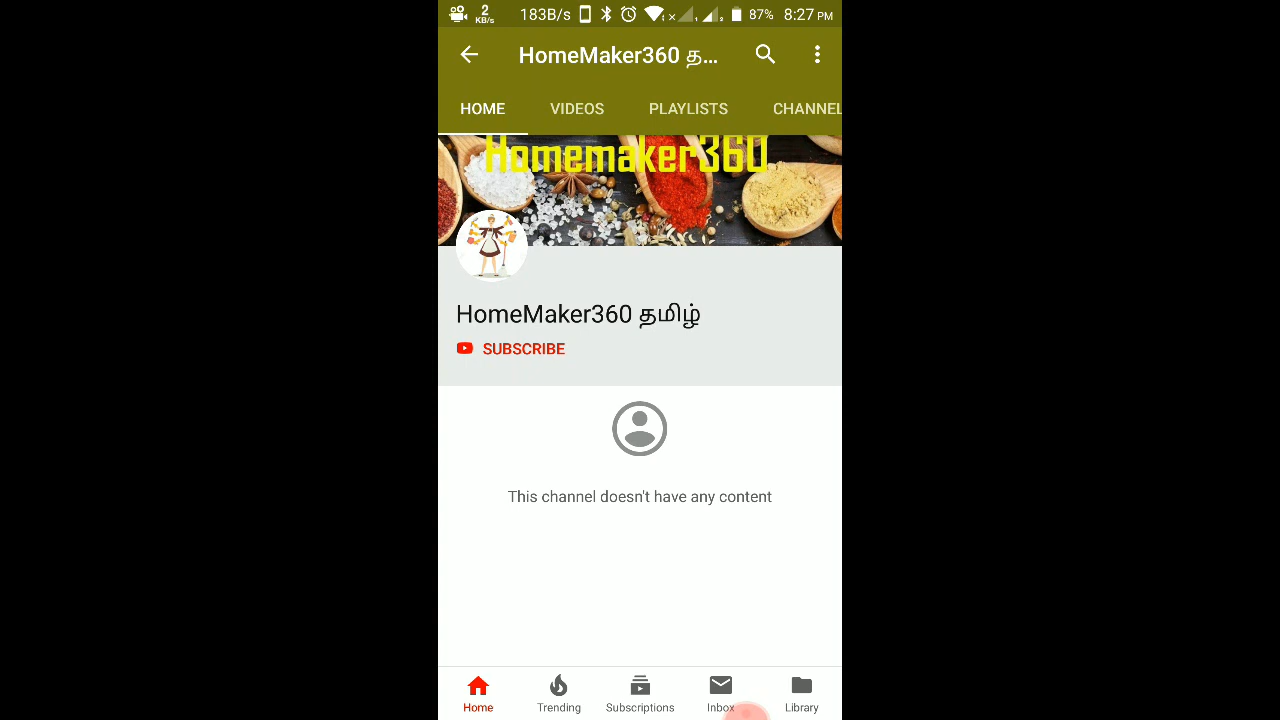 2 KB/s 183B/s 87% 8:27 PM
HomeMaker360 த...
HOME VIDEOS PLAYLISTS CHANNEL
Homemaker360
HomeMaker360 தமிழ்
SUBSCRIBE
This channel doesn't have any content
Home Trending Subscriptions Inbox Library